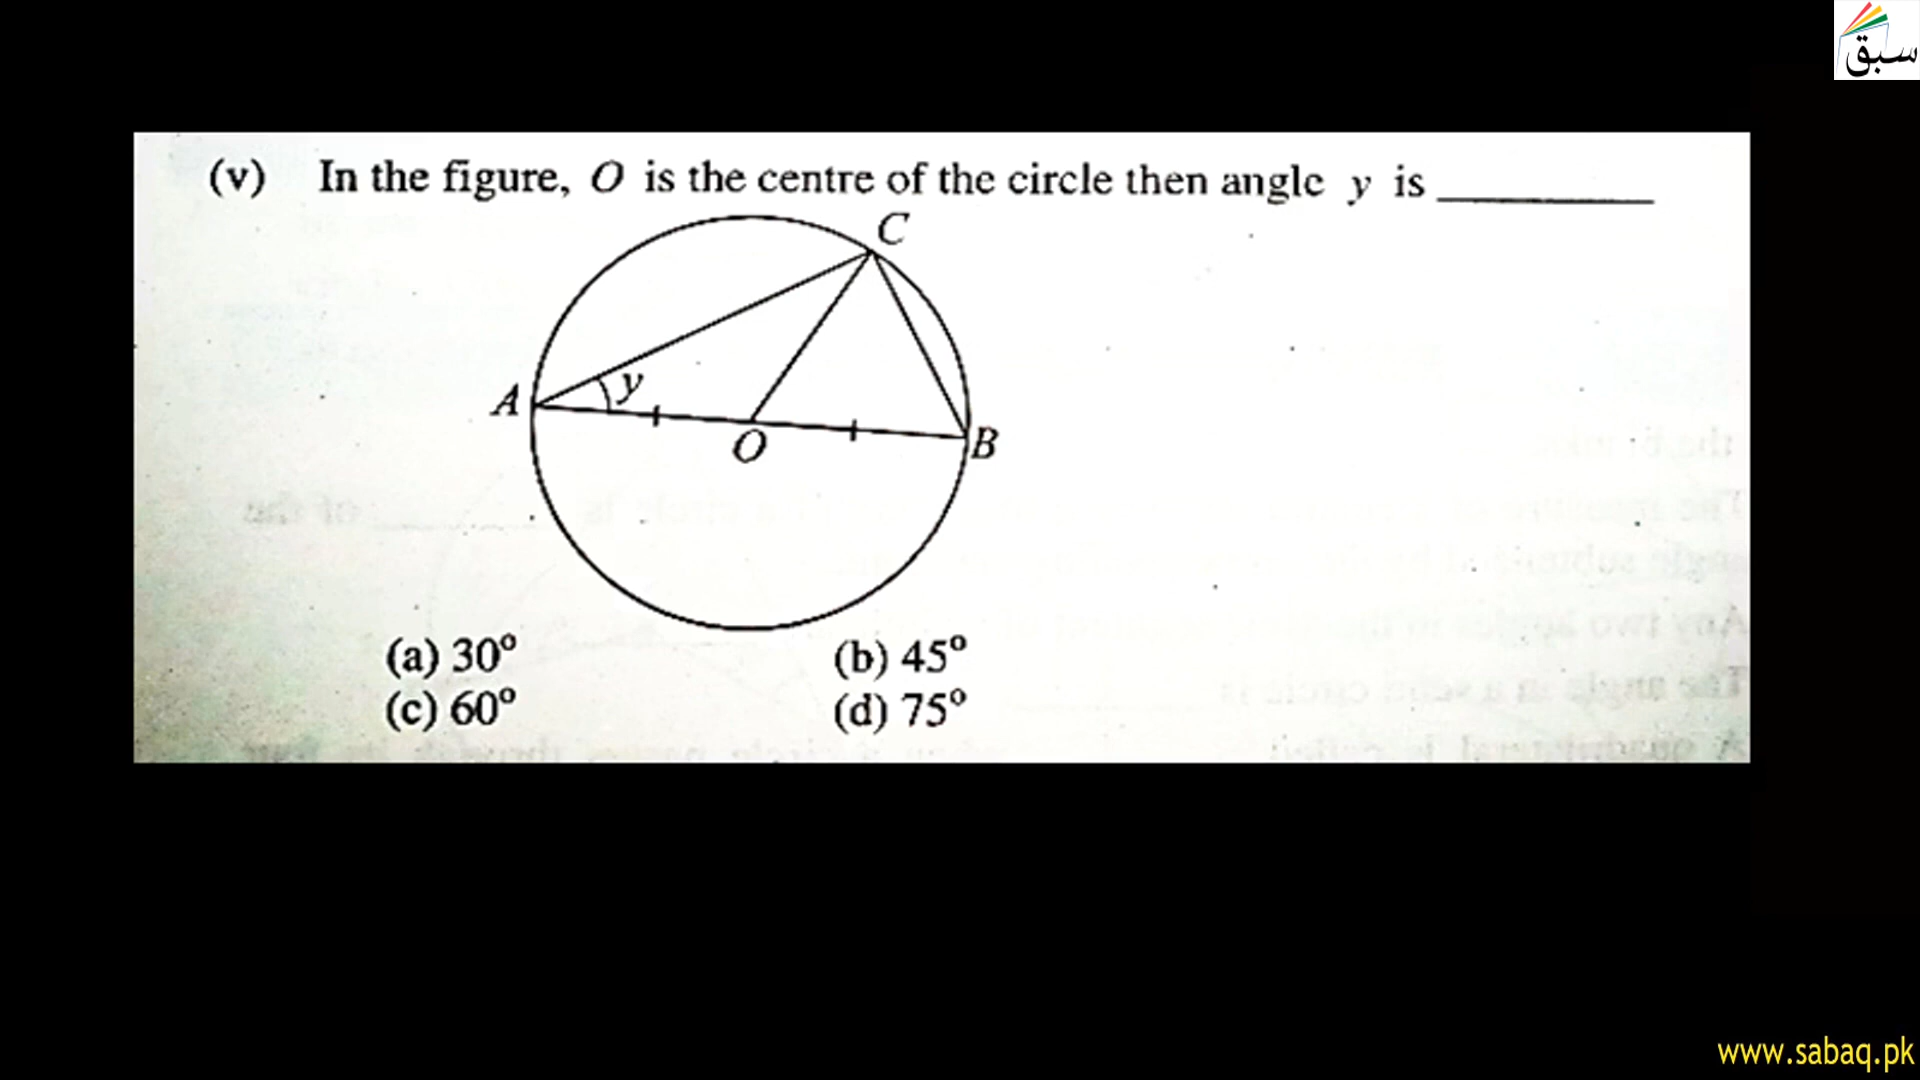 سبق
(v) In the figure, O is the centre of the circle then angle y is ________
C
A
y
O
B
(a) 30° (b) 45°
(c) 60° (d) 75°
www.sabaq.pk